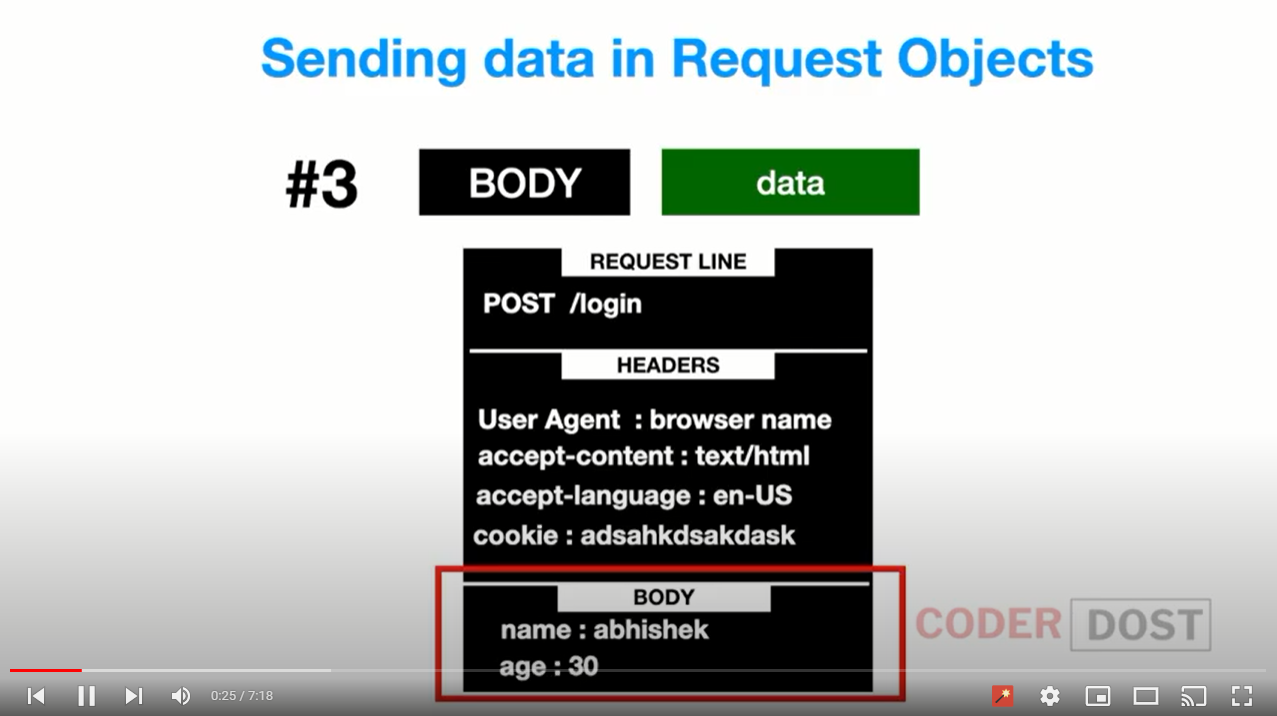 Sending data in Request Objects
#3 BODY data
REQUEST LINE
POST /login
HEADERS
User Agent : browser name
accept-content : text/html
accept-language : en-US
cookie : adsahkdsakdask
BODY
name : abhishek
age : 30
CODER DOST
0:25 / 7:18